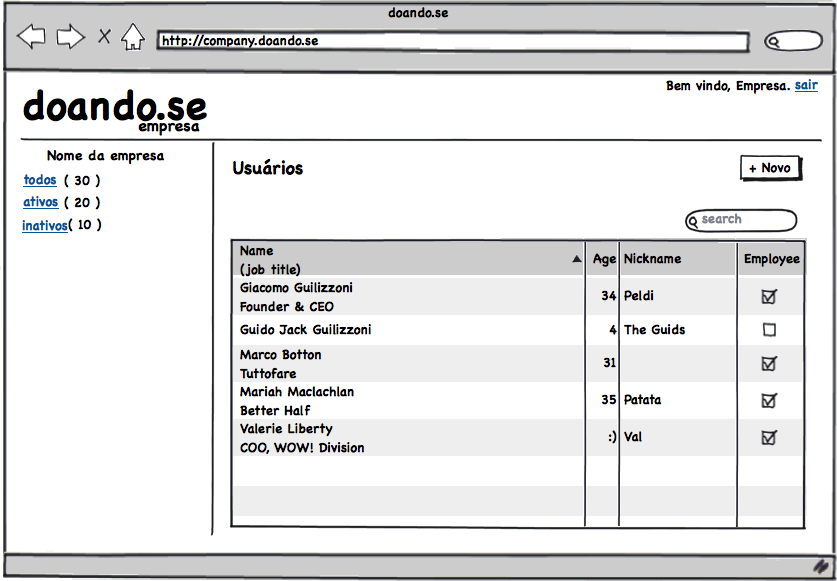 doando.se
http://company.doando.se
Bem vindo, Empresa. sair
doando.se
empresa
Nome da empresa
todos ( 30 )
ativos ( 20 )
inativos( 10 )
Usuários
+ Novo
search
Name
(job title)
Age
Nickname
Employee
Giacomo Guilizzoni
Founder & CEO
34
Peldi
Guido Jack Guilizzoni
4
The Guids
Marco Botton
Tuttofare
31
Mariah Maclachlan
Better Half
35
Patata
Valerie Liberty
COO, WOW! Division
:)
Val